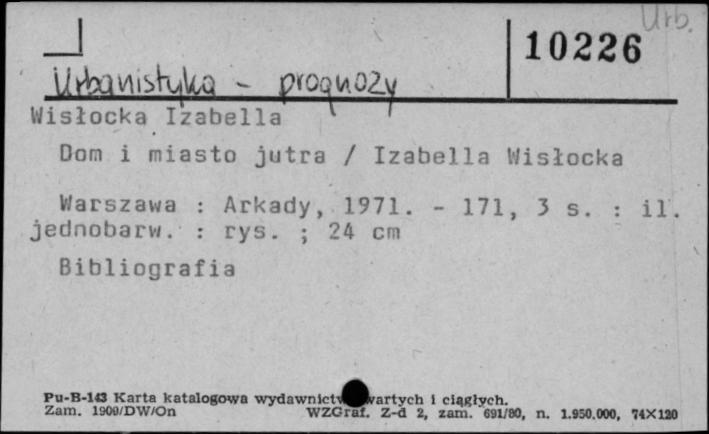 Urb.
10226
Urbanistyka - prognozy
Wisłocka Izabella
Dom i miasto jutra / Izabella Wisłocka
Warszawa : Arkady, 1971. - 171, 3 s. : il.
jednobarw. : rys. ; 24 cm
Bibliografia
Pu-B-143 Karta katalogowa wydawnictw wartych i ciągłych.
Zam. 1909/DW/On WZGraf. Z-d 2, zam. 691/80, n. 1.950.000, 74X120